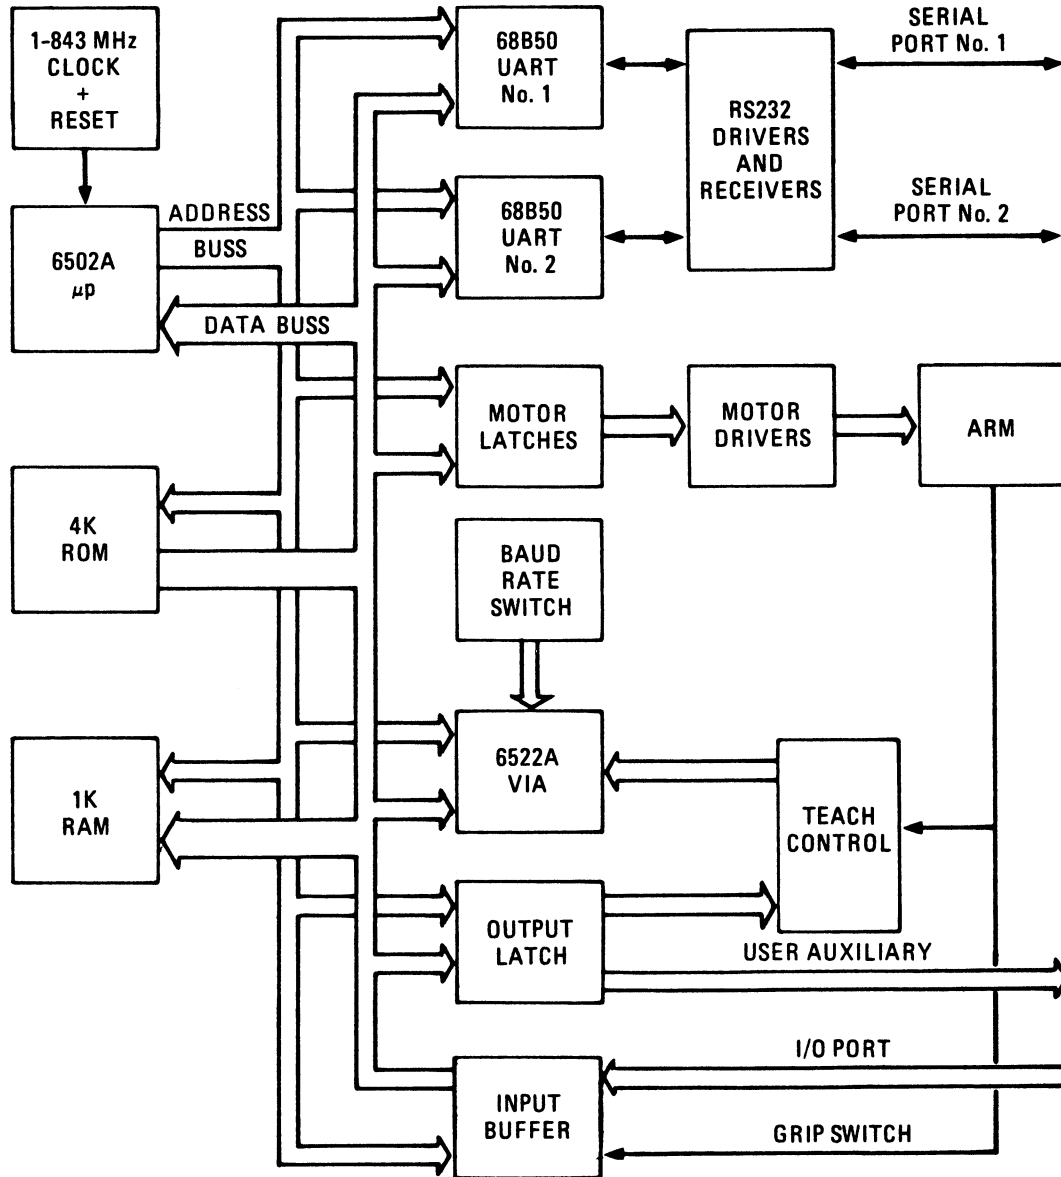 1-843 MHz
CLOCK
+
RESET
68B50
UART
No. 1
RS232
DRIVERS
AND
RECEIVERS
SERIAL
PORT No. 1
6502A
μp
ADDRESS
BUSS
DATA BUSS
68B50
UART
No. 2
SERIAL
PORT No. 2
MOTOR
LATCHES
MOTOR
DRIVERS
ARM
4K
ROM
BAUD
RATE
SWITCH
1K
RAM
6522A
VIA
TEACH
CONTROL
OUTPUT
LATCH
USER AUXILIARY
I/O PORT
INPUT
BUFFER
GRIP SWITCH